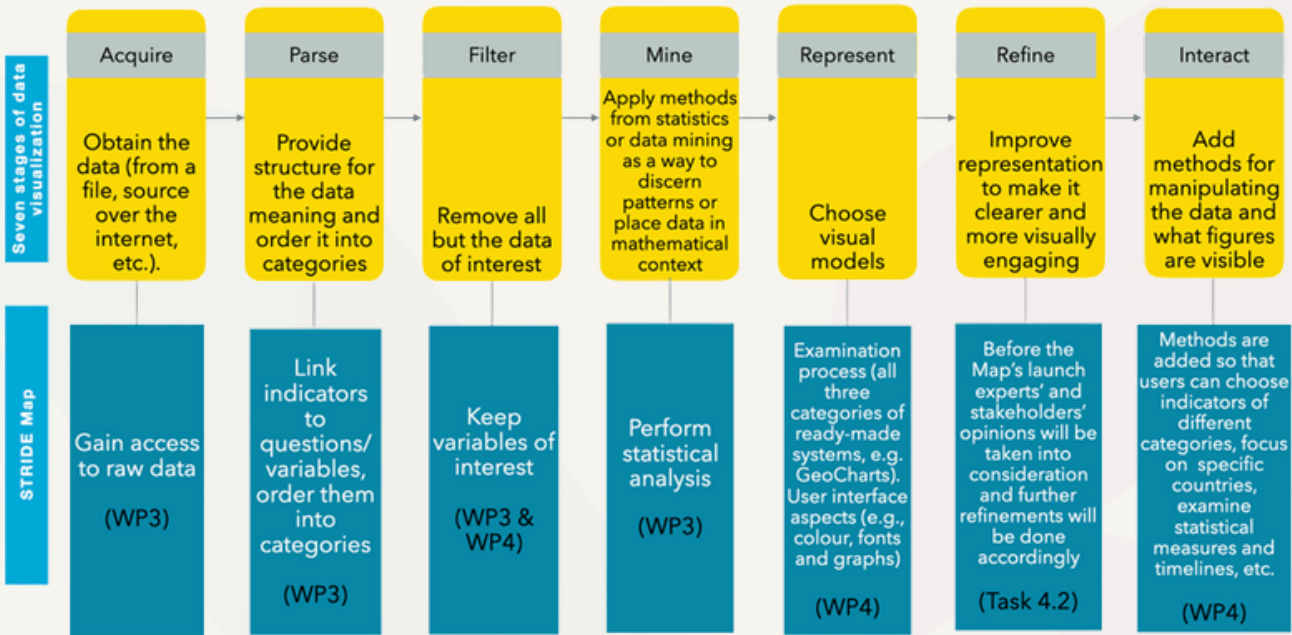 Seven stages of data
visualization
Acquire
Obtain the
data (from a
file, source
over the
internet,
etc.).
Parse
Provide
structure for
the data
meaning and
order it into
categories
Filter
Remove all
but the data
of interest
Mine
Apply methods
from statistics
or data mining
as a way to
discern
patterns or
place data in
mathematical
context
Represent
Choose
visual
models
Refine
Improve
representation
to make it
clearer and
more visually
engaging
Interact
Add
methods for
manipulating
the data and
what figures
are visible
STRIDE Map
Gain access
to raw data
(WP3)
Link
indicators
to
questions/
variables,
order them
into
categories
(WP3)
Keep
variables of
interest
(WP3 &
WP4)
Perform
statistical
analysis
(WP3)
Examination
process (all
three
categories of
ready-made
systems, e.g.
GeoCharts).
User interface
aspects (e.g.,
colour, fonts
and graphs)
(WP4)
Before the
Map's launch
experts' and
stakeholders'
opinions will be
taken into
consideration
and further
refinements will
be done
accordingly
(Task 4.2)
Methods are
added so that
users can choose
indicators of
different
categories, focus
on specific
countries,
examine
statistical
measures and
timelines, etc.
(WP4)